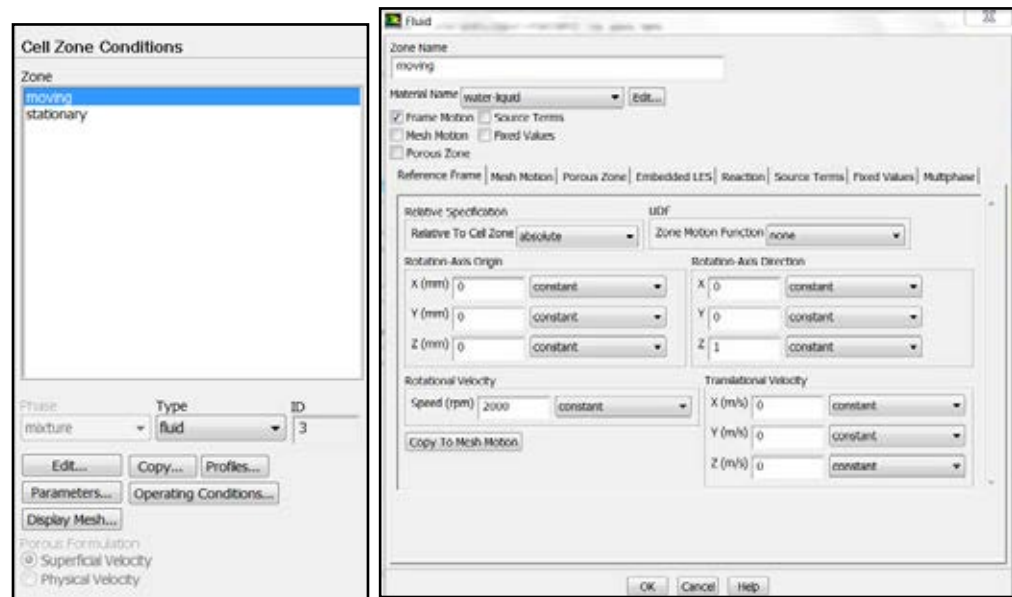 Cell Zone Conditions
Zone
moving
stationary
Phase Type ID
mixture fluid 3
Edit... Copy... Profiles...
Parameters... Operating Conditions...
Display Mesh...
Porous Formulation
Superficial Velocity
Physical Velocity
Fluid
Zone Name
moving
Material Name water-liquid Edit...
Frame Motion Source Terms
Mesh Motion Fixed Values
Porous Zone
Reference Frame Mesh Motion Porous Zone Embedded LES Reaction Source Terms Fixed Values Multiphase
Relative Specification UDF
Relative To Cell Zone absolute Zone Motion Function none
Rotation-Axis Origin Rotation-Axis Direction
X (mm) 0 constant X 0 constant
Y (mm) 0 constant Y 0 constant
Z (mm) 0 constant Z 1 constant
Rotational Velocity Translational Velocity
Speed (rpm) 2000 constant X (m/s) 0 constant
Copy To Mesh Motion Y (m/s) 0 constant
Z (m/s) 0 constant
OK Cancel Help